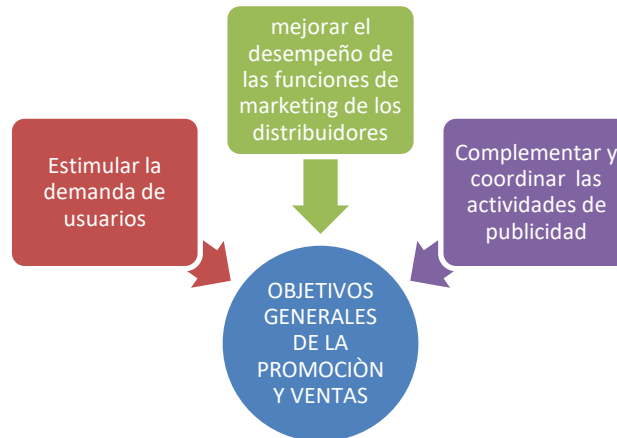 mejorar el
desempeño de
las funciones de
marketing de los
distribuidores
Estimular la
demanda de
usuarios
Complementar y
coordinar las
actividades de
publicidad
OBJETIVOS
GENERALES
DE LA
PROMOCIÒN
Y VENTAS